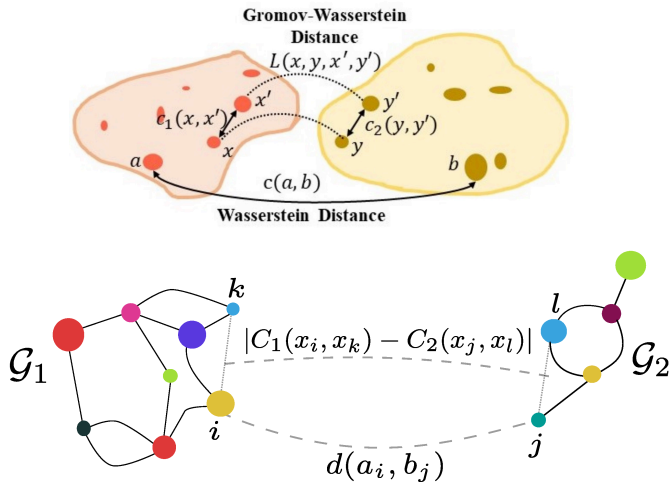 Gromov-Wasserstein
Distance
L(x, y, x′, y′)
x′
y′
c₁(x, x′)
c₂(y, y′)
x
y
a
b
c(a, b)
Wasserstein Distance
k
l
|C₁(xᵢ, xₖ) − C₂(xⱼ, xₗ)|
𝒢₁
𝒢₂
i
j
d(aᵢ, bⱼ)